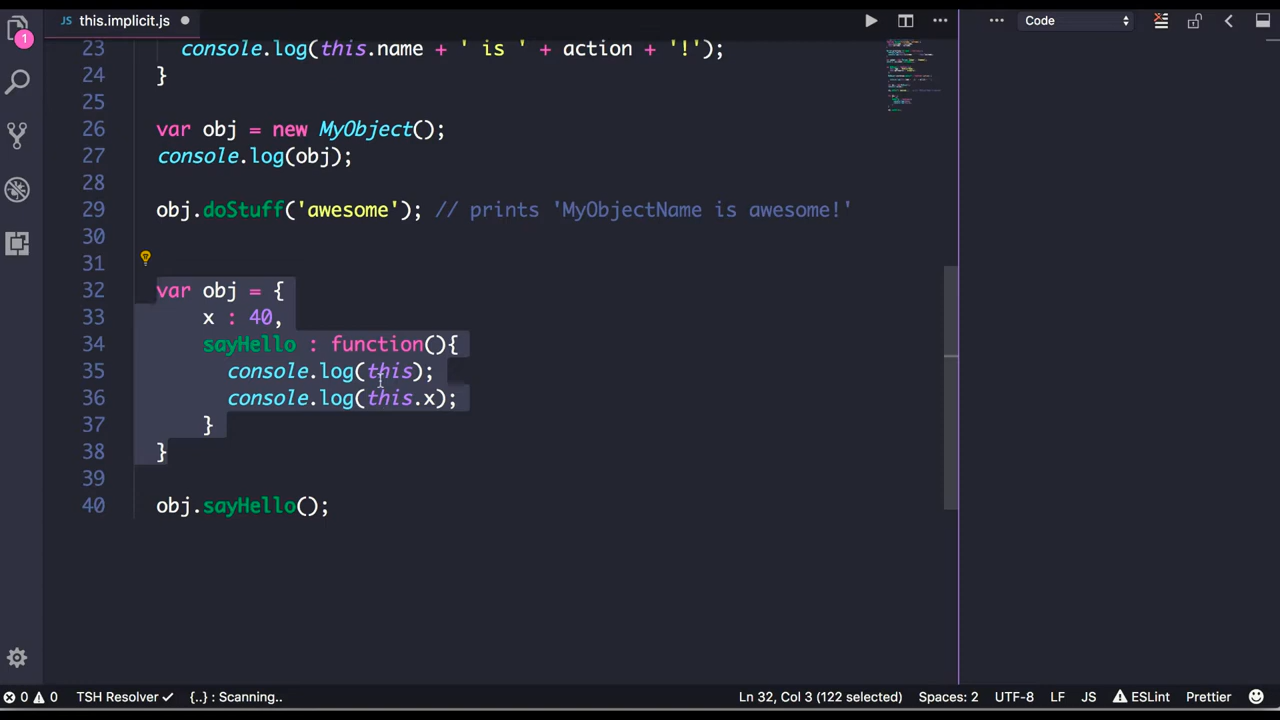 JS this.implicit.js
Code
1
23 console.log(this.name + ' is ' + action + '!');
24 }
25
26 var obj = new MyObject();
27 console.log(obj);
28
29 obj.doStuff('awesome'); // prints 'MyObjectName is awesome!'
30
31
32 var obj = {
33 x : 40,
34 sayHello : function(){
35 console.log(this);
36 console.log(this.x);
37 }
38 }
39
40 obj.sayHello();
0 0 TSH Resolver ✓ {..} : Scanning.. Ln 32, Col 3 (122 selected) Spaces: 2 UTF-8 LF JS ESLint Prettier